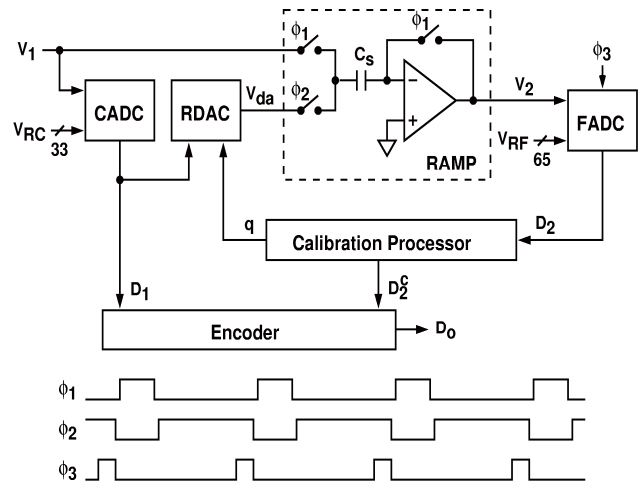 V1
ϕ1
Cs
ϕ1
ϕ3
CADC
RDAC
Vda
ϕ2
V2
FADC
VRC
33
RAMP
VRF
65
q
Calibration Processor
D2
D1
D2c
Encoder
Do
ϕ1
ϕ2
ϕ3